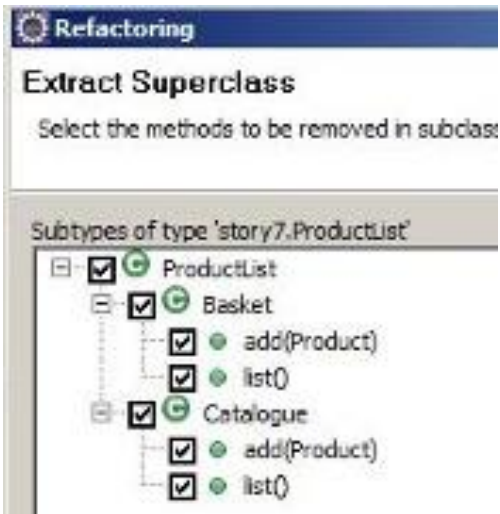 Refactoring
Extract Superclass
Select the methods to be removed in subclass
Subtypes of type 'story7.ProductList'
ProductList
Basket
add(Product)
list()
Catalogue
add(Product)
list()